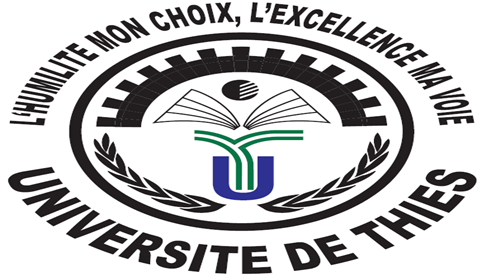 L'HUMILITE MON CHOIX, L'EXCELLENCE MA VOIE
U
UNIVERSITE DE THIES